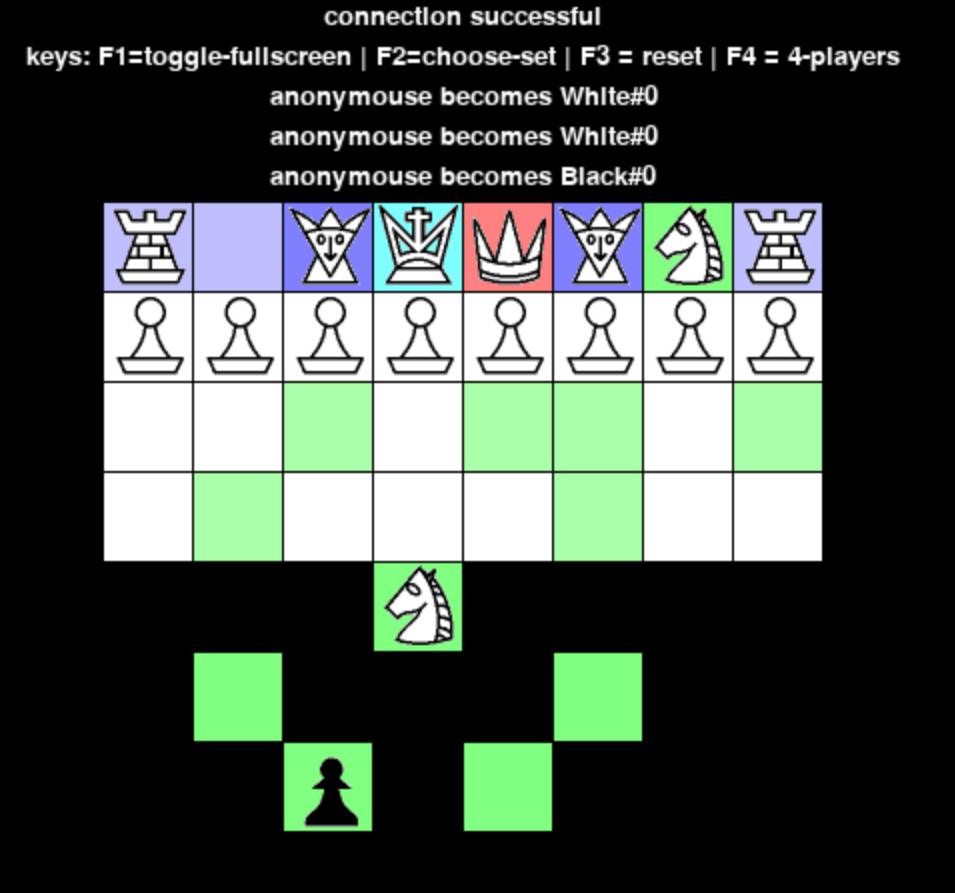 connection successful
keys: F1=toggle-fullscreen | F2=choose-set | F3 = reset | F4 = 4-players
anonymouse becomes White#0
anonymouse becomes White#0
anonymouse becomes Black#0